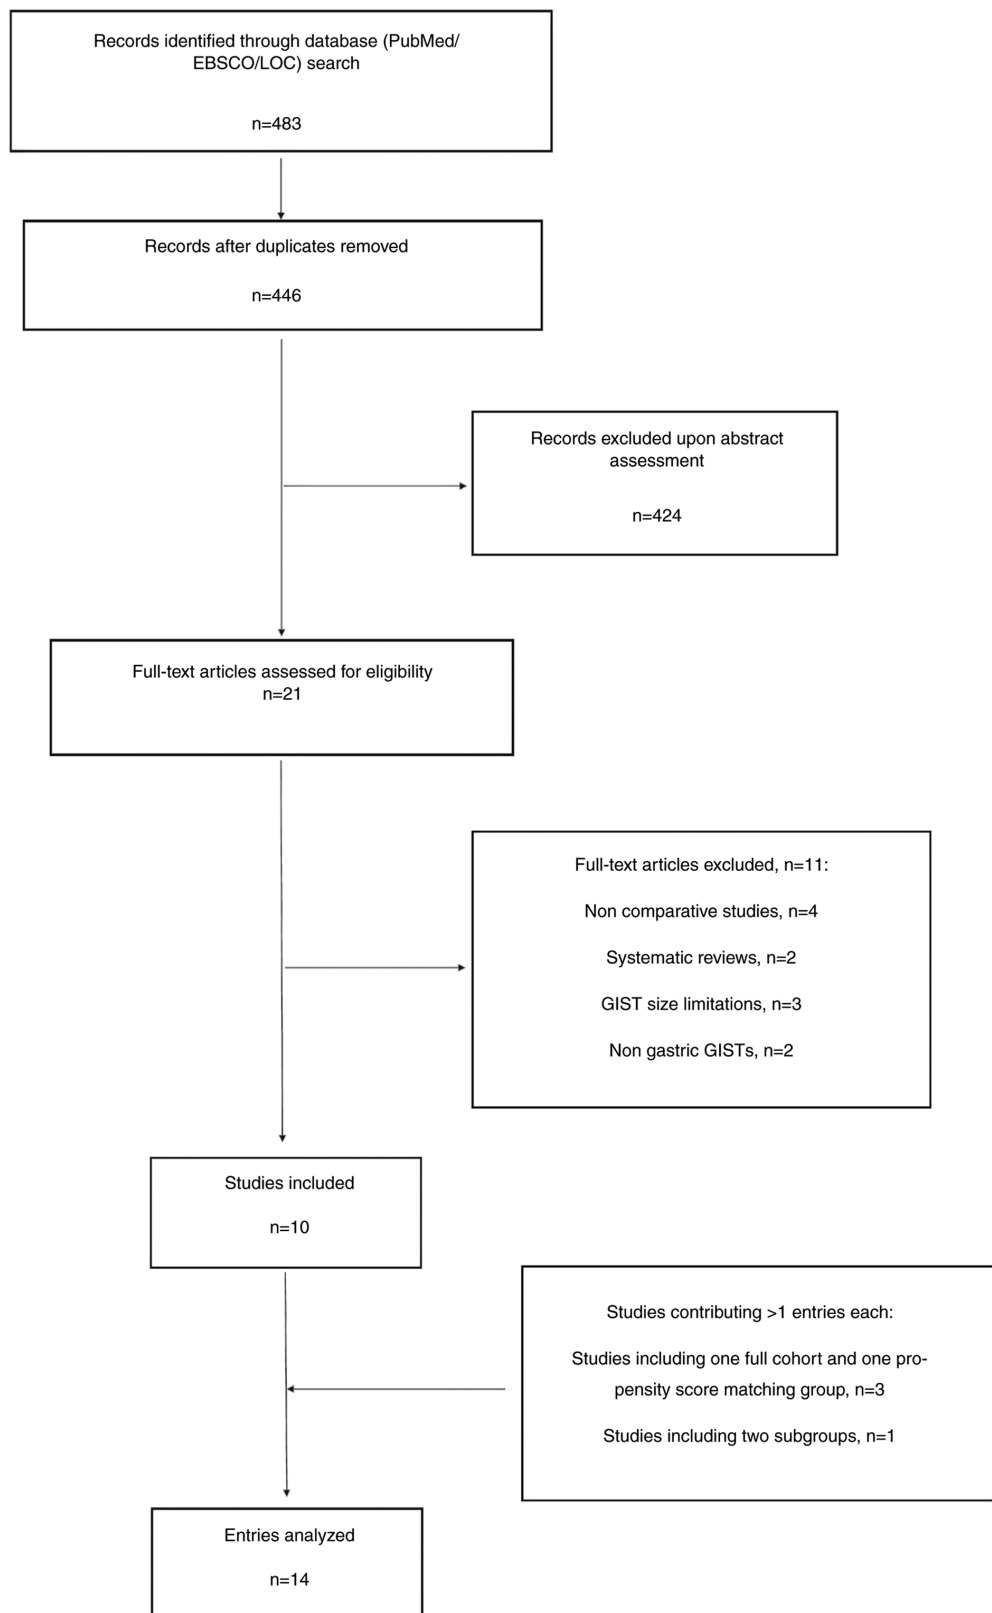 Records identified through database (PubMed/
EBSCO/LOC) search
n=483
Records after duplicates removed
n=446
Records excluded upon abstract
assessment
n=424
Full-text articles assessed for eligibility
n=21
Full-text articles excluded, n=11:
Non comparative studies, n=4
Systematic reviews, n=2
GIST size limitations, n=3
Non gastric GISTs, n=2
Studies included
n=10
Studies contributing >1 entries each:
Studies including one full cohort and one pro-
pensity score matching group, n=3
Studies including two subgroups, n=1
Entries analyzed
n=14